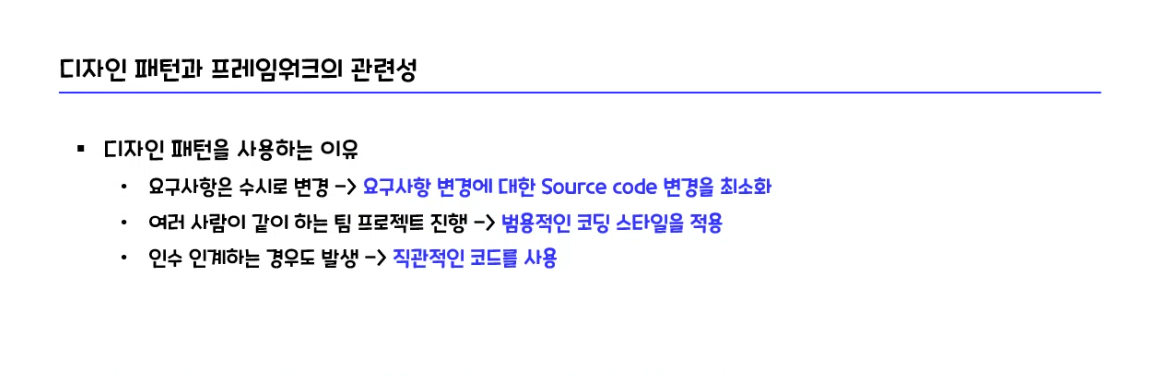 디자인 패턴과 프레임워크의 관련성
▪ 디자인 패턴을 사용하는 이유
• 요구사항은 수시로 변경 -> 요구사항 변경에 대한 Source code 변경을 최소화
• 여러 사람이 같이 하는 팀 프로젝트 진행 -> 범용적인 코딩 스타일을 적용
• 인수 인계하는 경우도 발생 -> 직관적인 코드를 사용